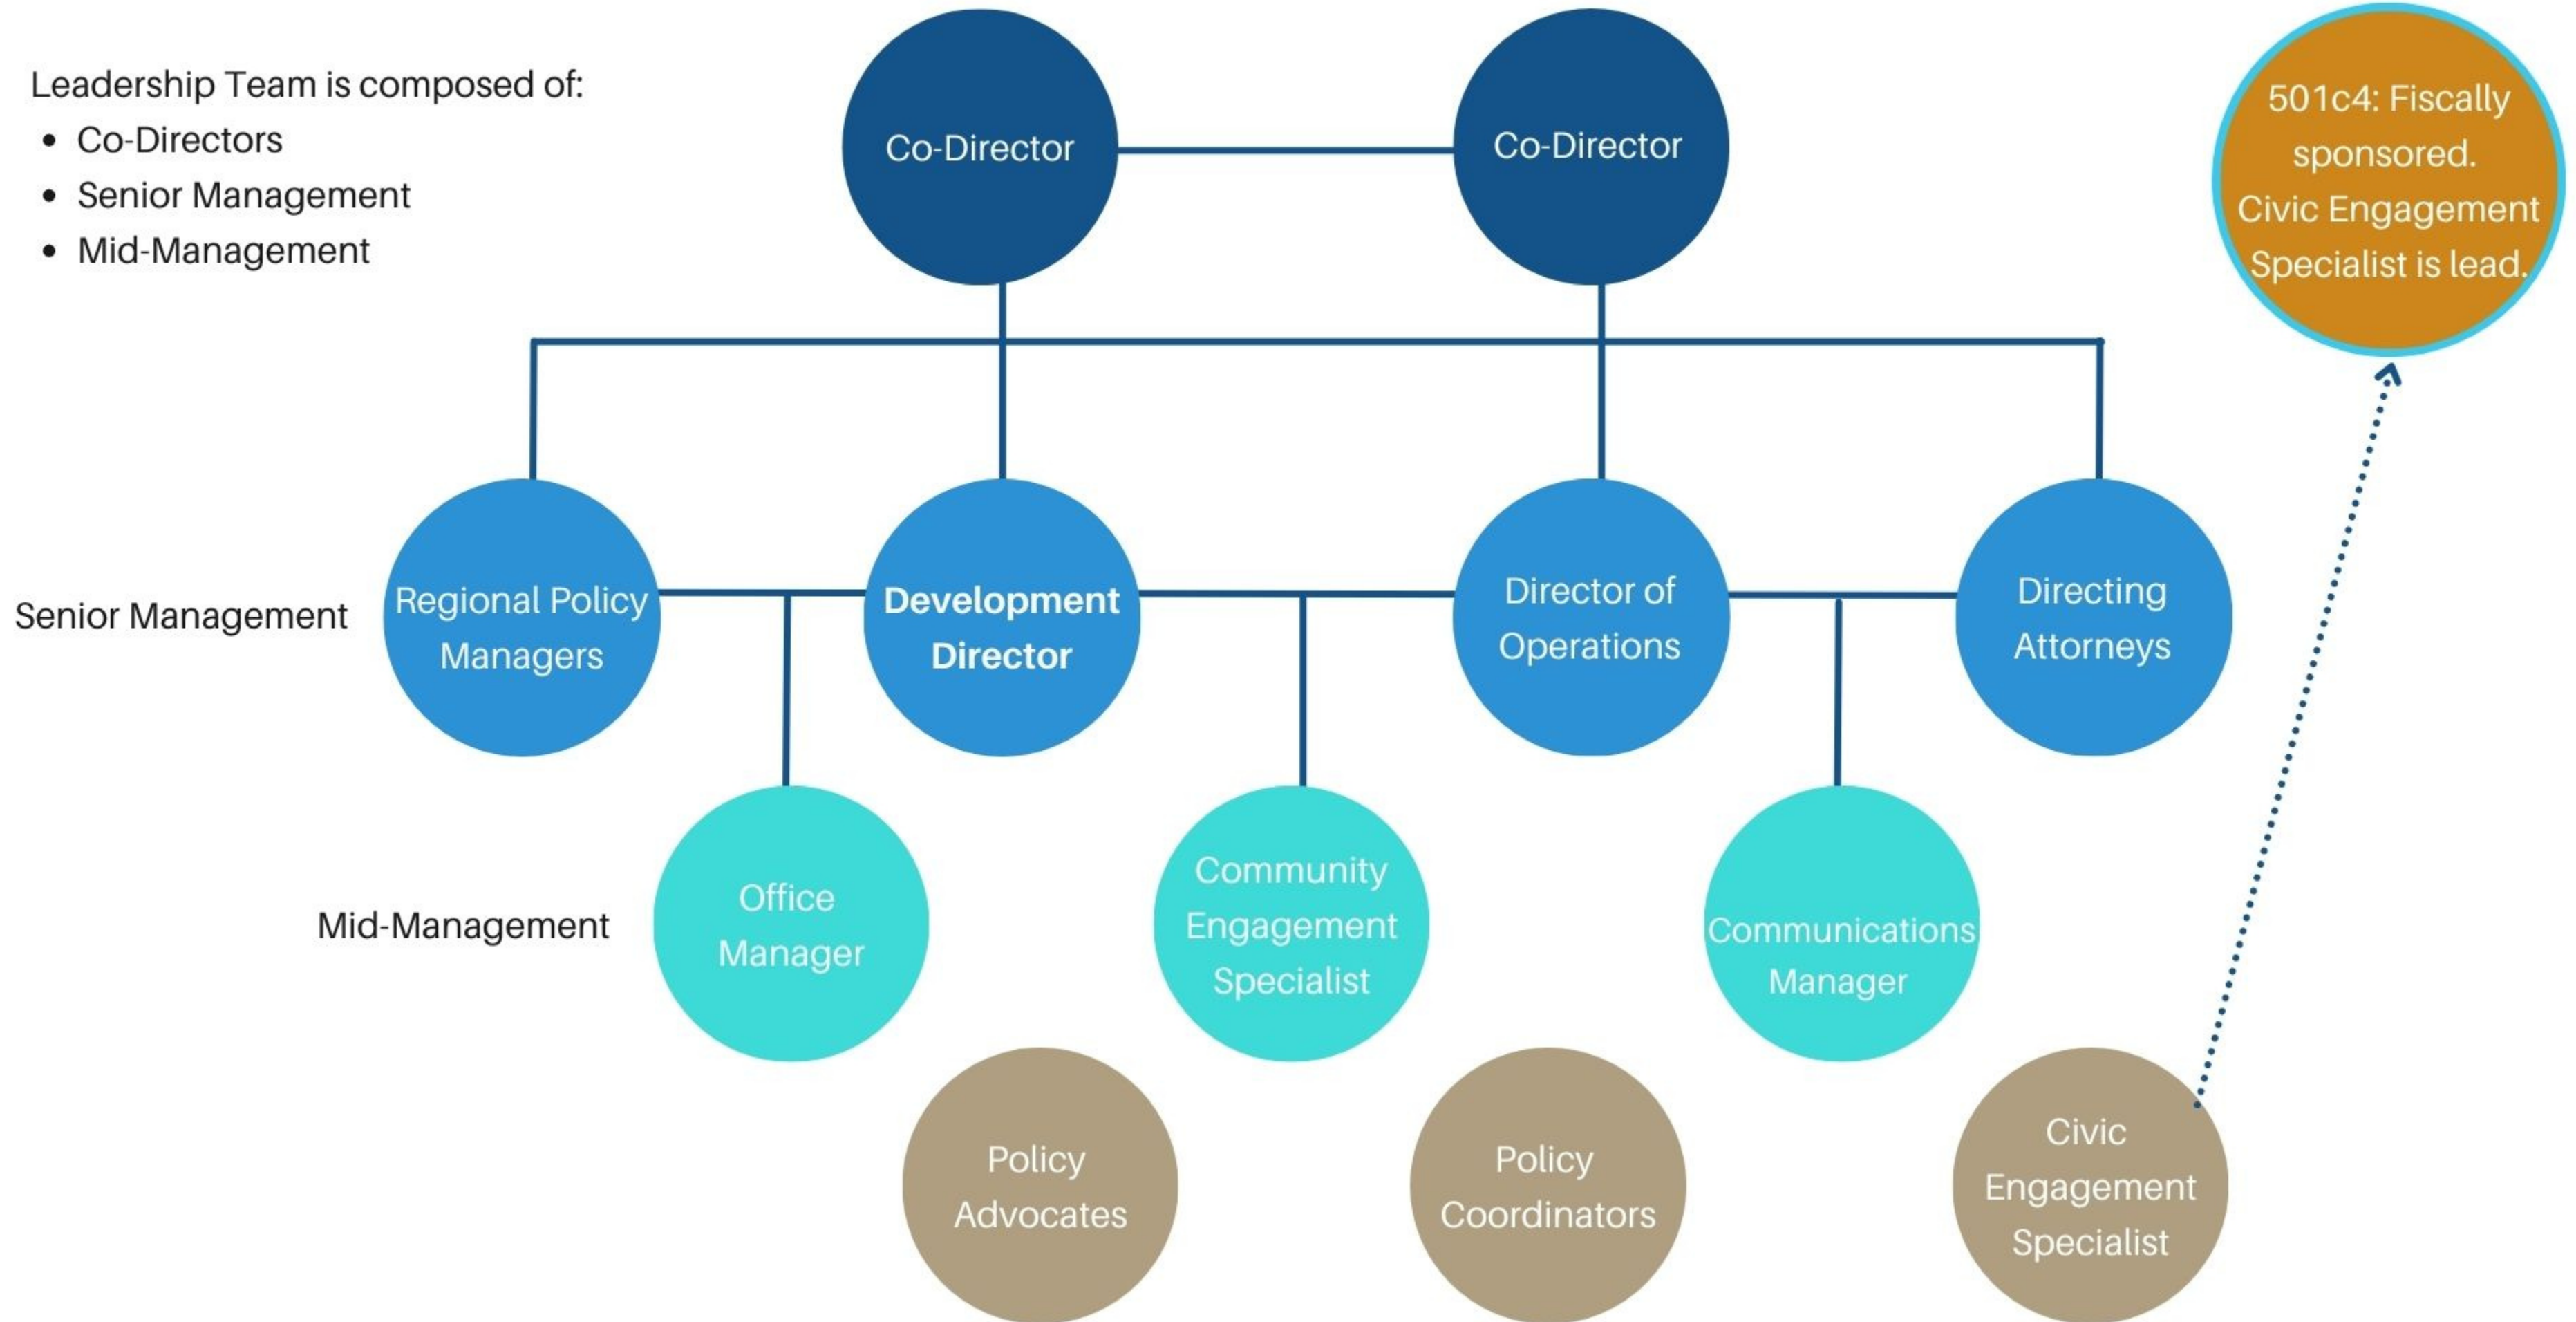 Leadership Team is composed of:
• Co-Directors
• Senior Management
• Mid-Management
Co-Director
Co-Director
501c4: Fiscally
sponsored.
Civic Engagement
Specialist is lead.
Senior Management
Regional Policy
Managers
Development
Director
Director of
Operations
Directing
Attorneys
Mid-Management
Office
Manager
Community
Engagement
Specialist
Communications
Manager
Policy
Advocates
Policy
Coordinators
Civic
Engagement
Specialist